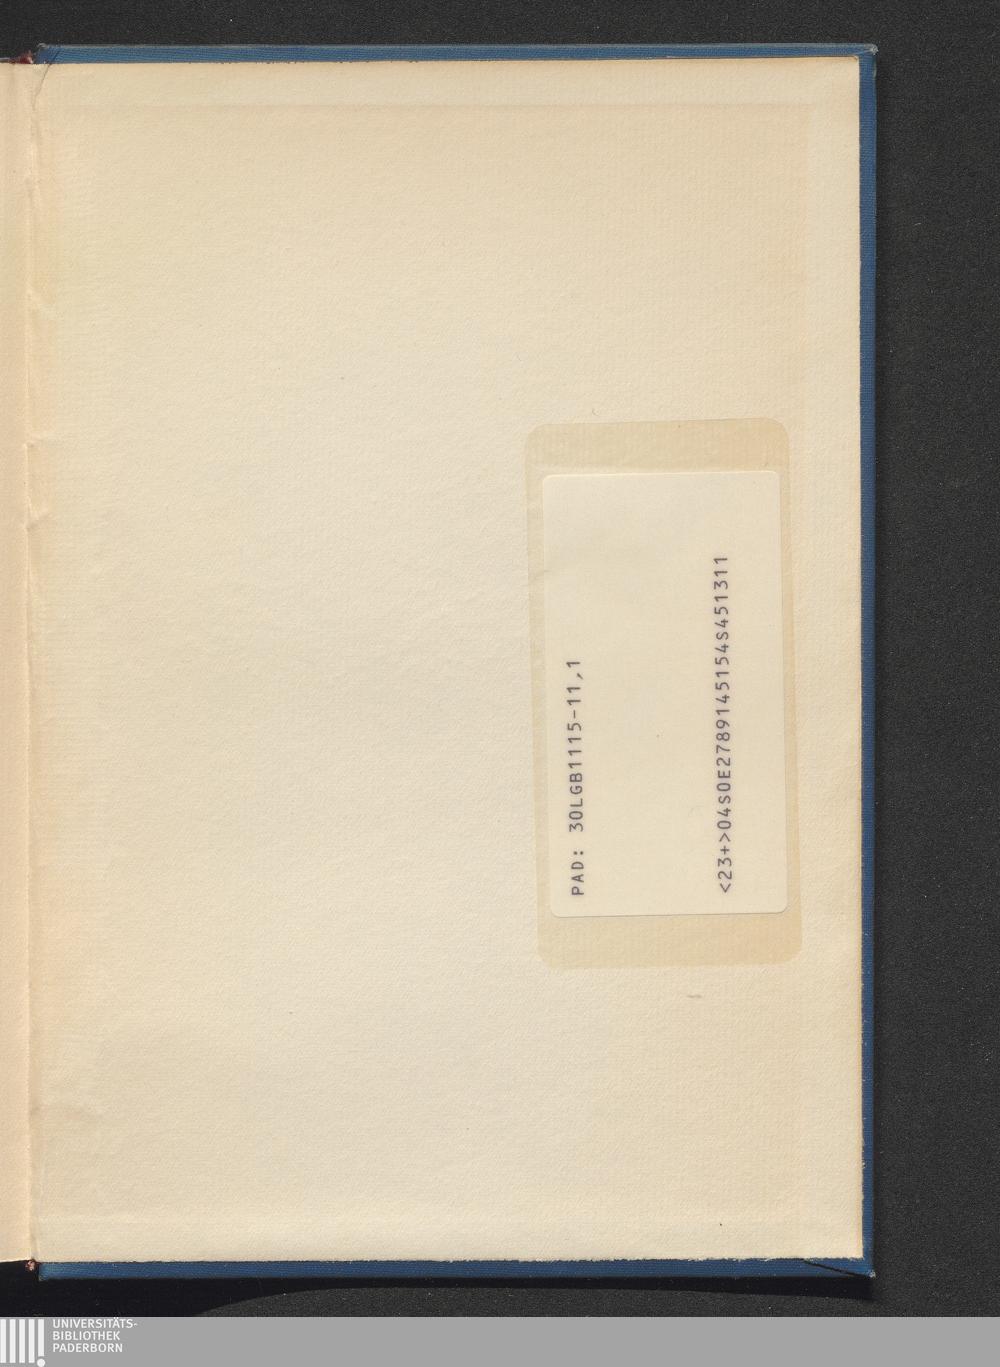 PAD: 30LGB1115-11,1
<23+>04S0E2789145154S451311
UNIVERSITÄTS-
BIBLIOTHEK
PADERBORN